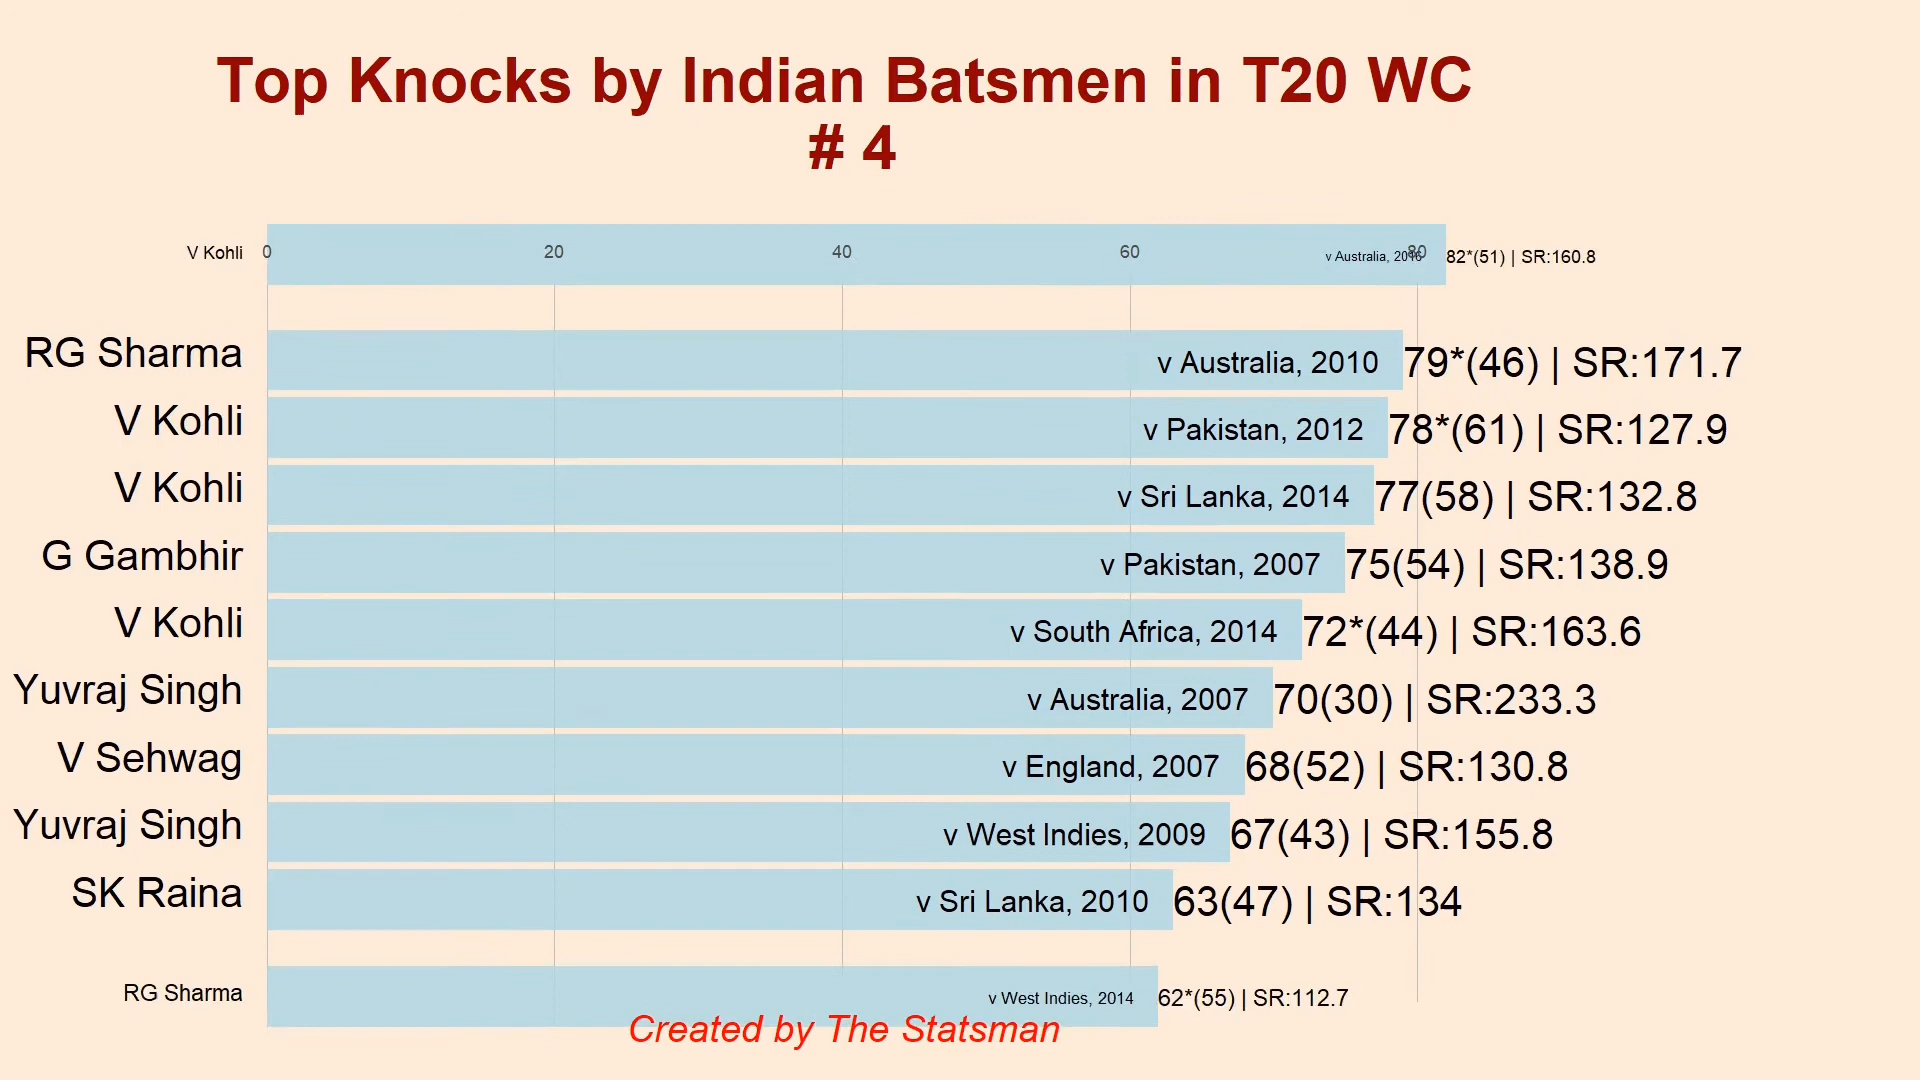 Top Knocks by Indian Batsmen in T20 WC
# 4
0 20 40 60 80
V Kohli v Australia, 2016 82*(51) | SR:160.8
RG Sharma v Australia, 2010 79*(46) | SR:171.7
V Kohli v Pakistan, 2012 78*(61) | SR:127.9
V Kohli v Sri Lanka, 2014 77(58) | SR:132.8
G Gambhir v Pakistan, 2007 75(54) | SR:138.9
V Kohli v South Africa, 2014 72*(44) | SR:163.6
Yuvraj Singh v Australia, 2007 70(30) | SR:233.3
V Sehwag v England, 2007 68(52) | SR:130.8
Yuvraj Singh v West Indies, 2009 67(43) | SR:155.8
SK Raina v Sri Lanka, 2010 63(47) | SR:134
RG Sharma v West Indies, 2014 62*(55) | SR:112.7
Created by The Statsman